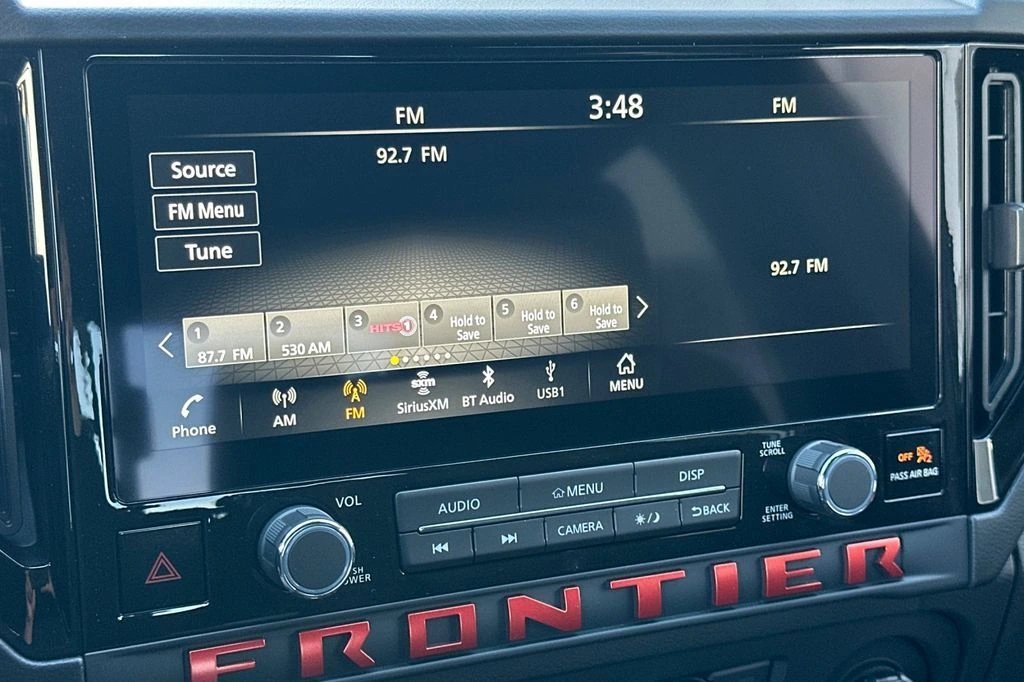 FM
3:48
FM
92.7 FM
Source
FM Menu
Tune
92.7 FM
1
87.7 FM
2
530 AM
3
HITS 1
4
Hold to
Save
5
Hold to
Save
6
Hold to
Save
Phone
AM
FM
sxm
SiriusXM
BT Audio
USB1
MENU
VOL
AUDIO
MENU
DISP
CAMERA
BACK
TUNE
SCROLL
ENTER
SETTING
OFF 2
PASS AIR BAG
FRONTIER